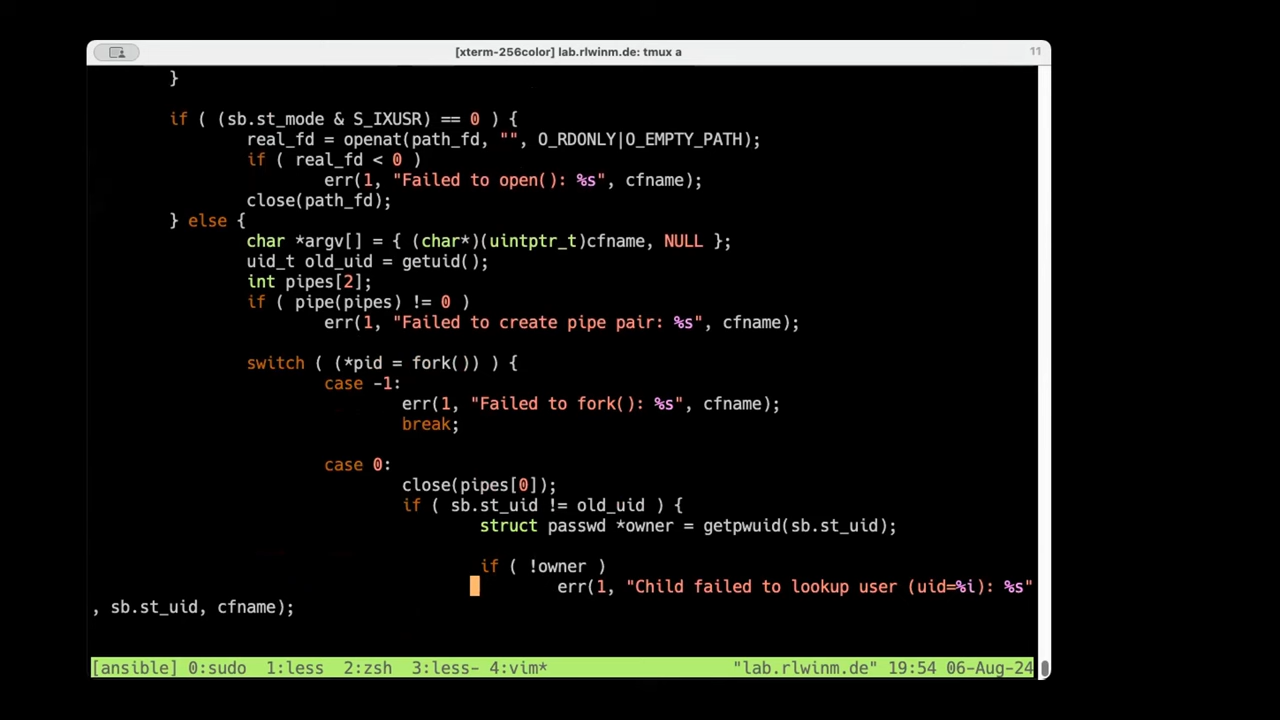 [xterm-256color] lab.rlwinm.de: tmux a
11
}
if ( (sb.st_mode & S_IXUSR) == 0 ) {
real_fd = openat(path_fd, "", O_RDONLY|O_EMPTY_PATH);
if ( real_fd < 0 )
err(1, "Failed to open(): %s", cfname);
close(path_fd);
} else {
char *argv[] = { (char*)(uintptr_t)cfname, NULL };
uid_t old_uid = getuid();
int pipes[2];
if ( pipe(pipes) != 0 )
err(1, "Failed to create pipe pair: %s", cfname);
switch ( (*pid = fork()) ) {
case -1:
err(1, "Failed to fork(): %s", cfname);
break;
case 0:
close(pipes[0]);
if ( sb.st_uid != old_uid ) {
struct passwd *owner = getpwuid(sb.st_uid);
if ( !owner )
err(1, "Child failed to lookup user (uid=%i): %s"
, sb.st_uid, cfname);
[ansible] 0:sudo 1:less 2:zsh 3:less- 4:vim* "lab.rlwinm.de" 19:54 06-Aug-24